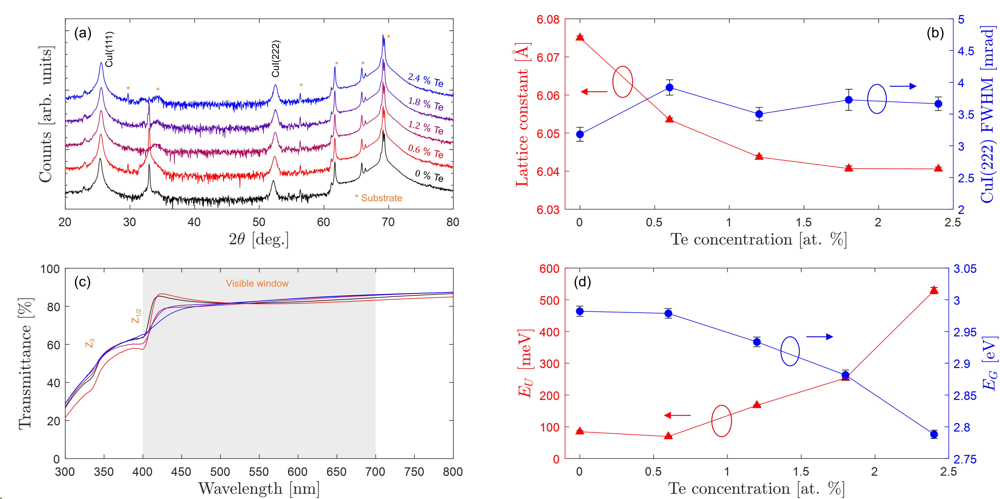 (a)
CuI(111)
CuI(222)
*
*
*
*
*
*
2.4 % Te
1.8 % Te
1.2 % Te
0.6 % Te
0 % Te
* Substrate
Counts [arb. units]
20 30 40 50 60 70 80
2θ [deg.]
(b)
6.08
6.07
6.06
6.05
6.04
6.03
Lattice constant [Å]
5
4.5
4
3.5
3
2.5
2
CuI(222) FWHM [mrad]
0 0.5 1 1.5 2 2.5
Te concentration [at. %]
(c)
Visible window
Z1/2
Z3
100
80
60
40
20
0
Transmittance [%]
300 350 400 450 500 550 600 650 700 750 800
Wavelength [nm]
(d)
600
500
400
300
200
100
0
EU [meV]
3.05
3
2.95
2.9
2.85
2.8
2.75
EG [eV]
0 0.5 1 1.5 2 2.5
Te concentration [at. %]